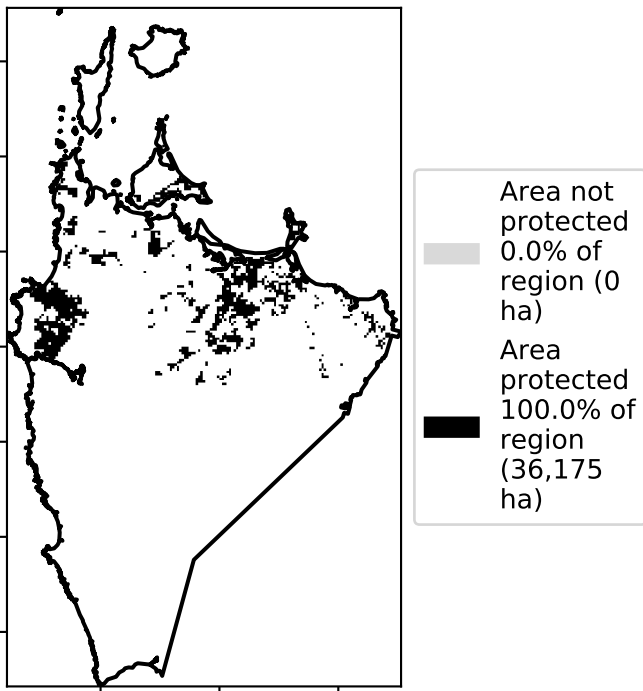 Area not
protected
0.0% of
region (0
ha)
Area
protected
100.0% of
region
(36,175
ha)